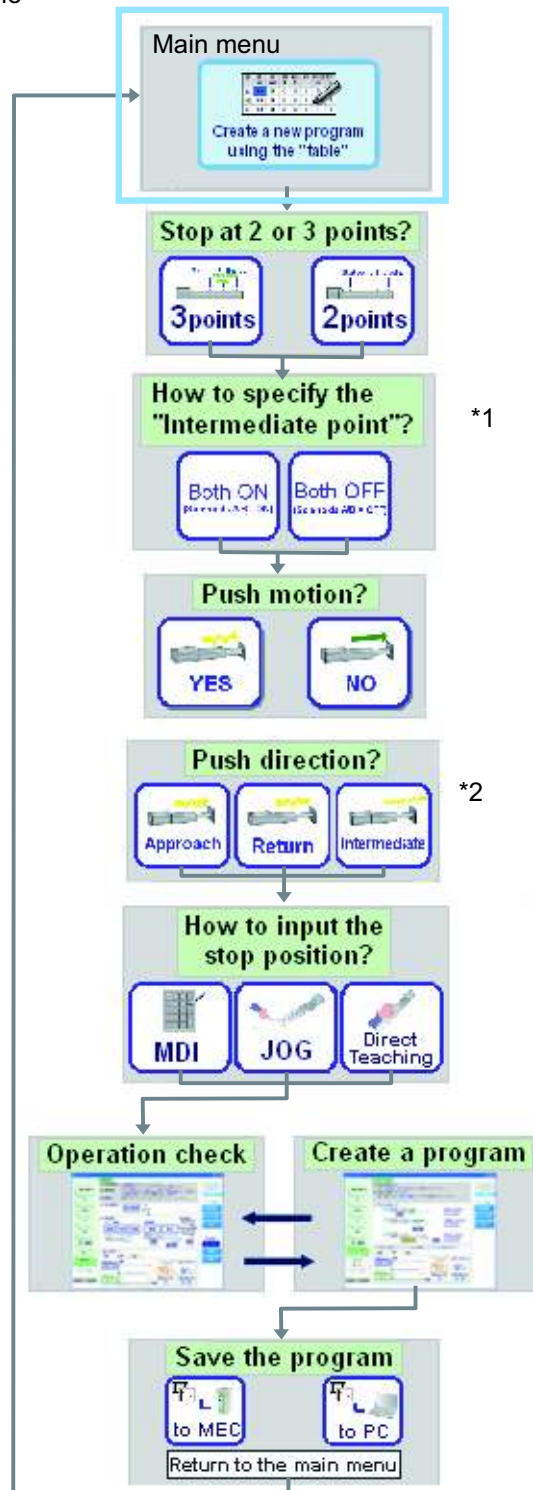 Main menu
Create a new program
using the "table"
Stop at 2 or 3 points?
3points
2points
How to specify the
"Intermediate point"?
*1
Both ON
Both OFF
Push motion?
YES
NO
Push direction?
*2
Approach
Return
Intermediate
How to input the
stop position?
MDI
JOG
Direct
Teaching
Operation check
Create a program
Save the program
to MEC
to PC
Return to the main menu